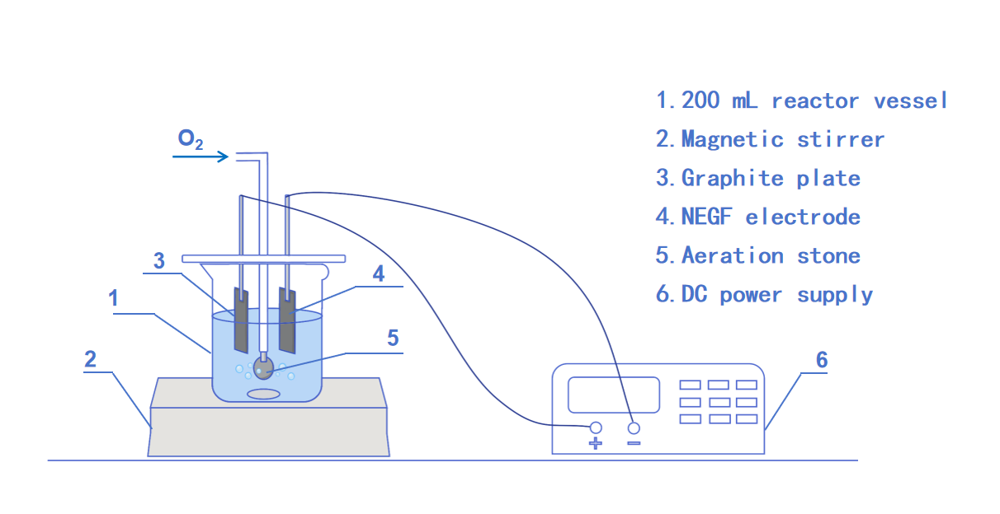 1.200 mL reactor vessel
2.Magnetic stirrer
3.Graphite plate
4.NEGF electrode
5.Aeration stone
6.DC power supply
O₂
3
4
1
5
2
6
+ −